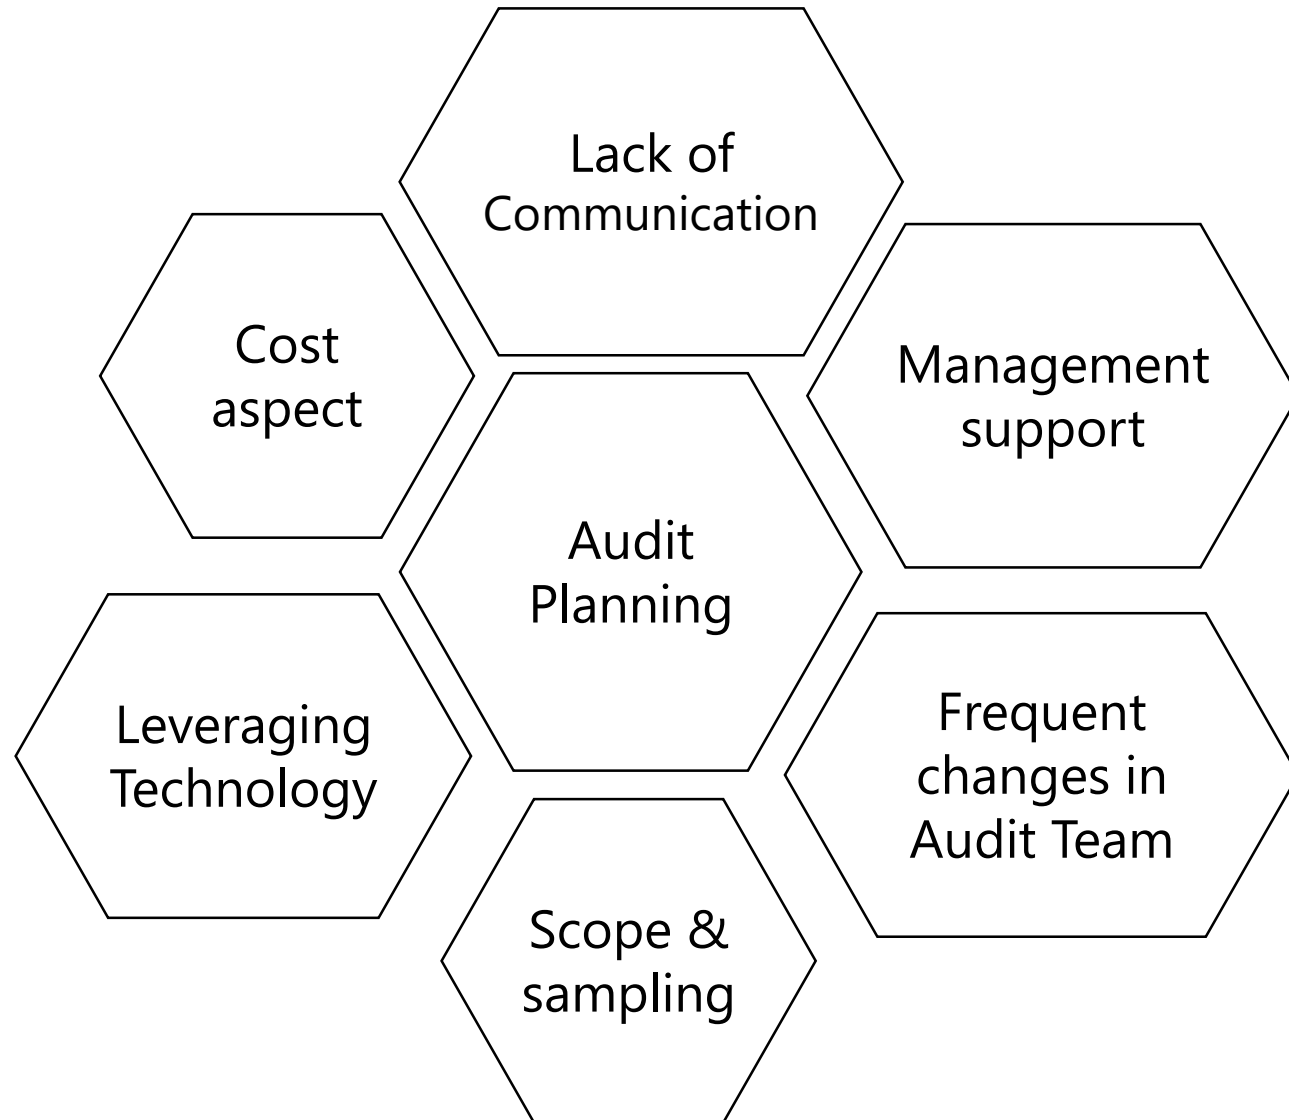 Lack of
Communication
Cost
aspect
Management
support
Audit
Planning
Leveraging
Technology
Frequent
changes in
Audit Team
Scope &
sampling